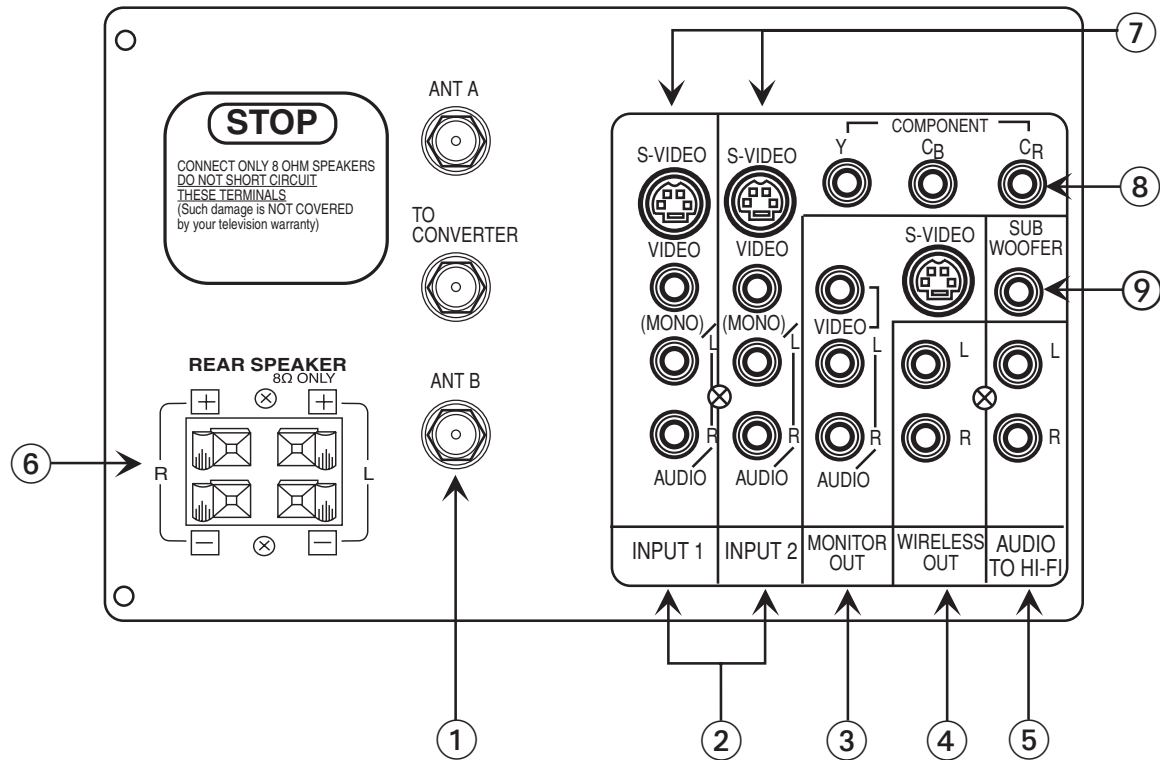 7
ANT A
STOP
CONNECT ONLY 8 OHM SPEAKERS
DO NOT SHORT CIRCUIT
THESE TERMINALS
(Such damage is NOT COVERED
by your television warranty)
TO
CONVERTER
ANT B
REAR SPEAKER
8Ω ONLY
+ +
R L
− −
6
COMPONENT
Y CB CR
8
S-VIDEO S-VIDEO
VIDEO VIDEO
S-VIDEO
SUB
WOOFER
9
(MONO) (MONO) VIDEO
L L L L L
R R R R R
AUDIO AUDIO AUDIO
INPUT 1
INPUT 2
MONITOR
OUT
WIRELESS
OUT
AUDIO
TO HI-FI
1 2 3 4 5